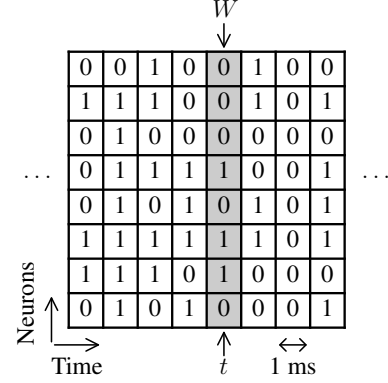 W
0 0 1 0 0 1 0 0
1 1 1 0 0 1 0 1
0 1 0 0 0 0 0 0
... 0 1 1 1 1 0 0 1 ...
0 1 0 1 0 1 0 1
1 1 1 1 1 1 0 1
1 1 1 0 1 0 0 0
0 1 0 1 0 0 0 1
Neurons
Time t 1 ms